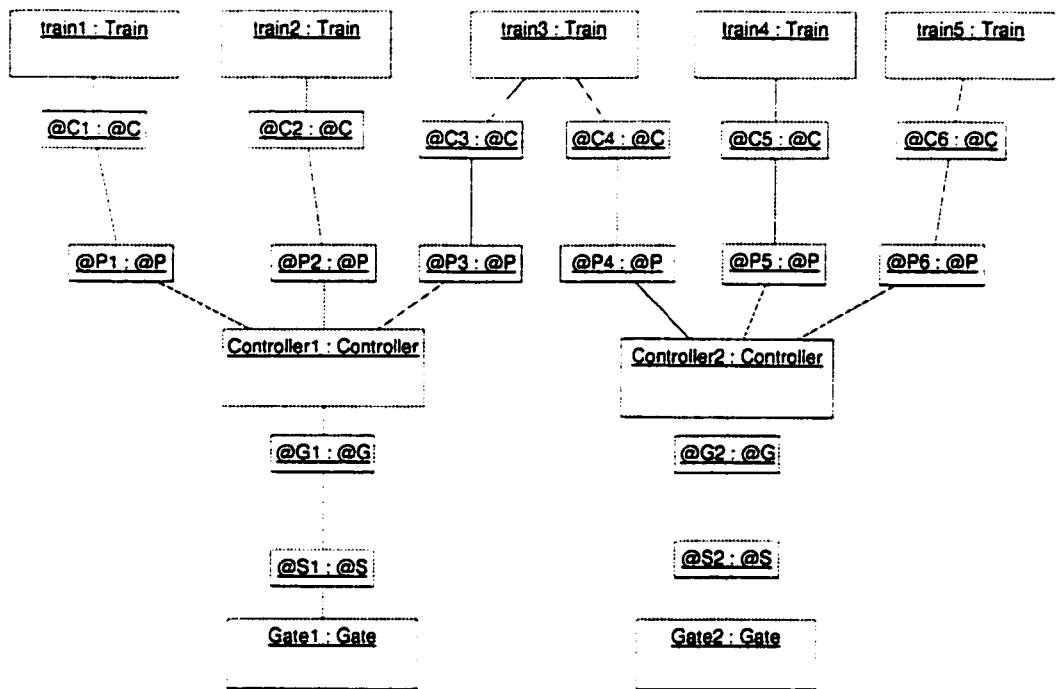 train1 : Train
train2 : Train
train3 : Train
train4 : Train
train5 : Train
@C1 : @C
@C2 : @C
@C3 : @C
@C4 : @C
@C5 : @C
@C6 : @C
@P1 : @P
@P2 : @P
@P3 : @P
@P4 : @P
@P5 : @P
@P6 : @P
Controller1 : Controller
Controller2 : Controller
@G1 : @G
@G2 : @G
@S1 : @S
@S2 : @S
Gate1 : Gate
Gate2 : Gate